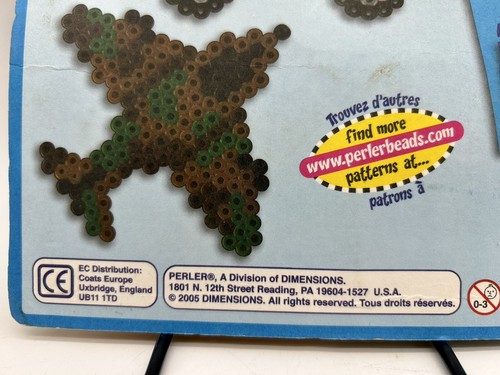 Trouvez d'autres
find more
www.perlerbeads.com
patterns at...
patrons à
CE
EC Distribution:
Coats Europe
Uxbridge, England
UB11 1TD
PERLER®, A Division of DIMENSIONS.
1801 N. 12th Street Reading, PA 19604-1527 U.S.A.
© 2005 DIMENSIONS. All rights reserved. Tous droits réservés.
0-3